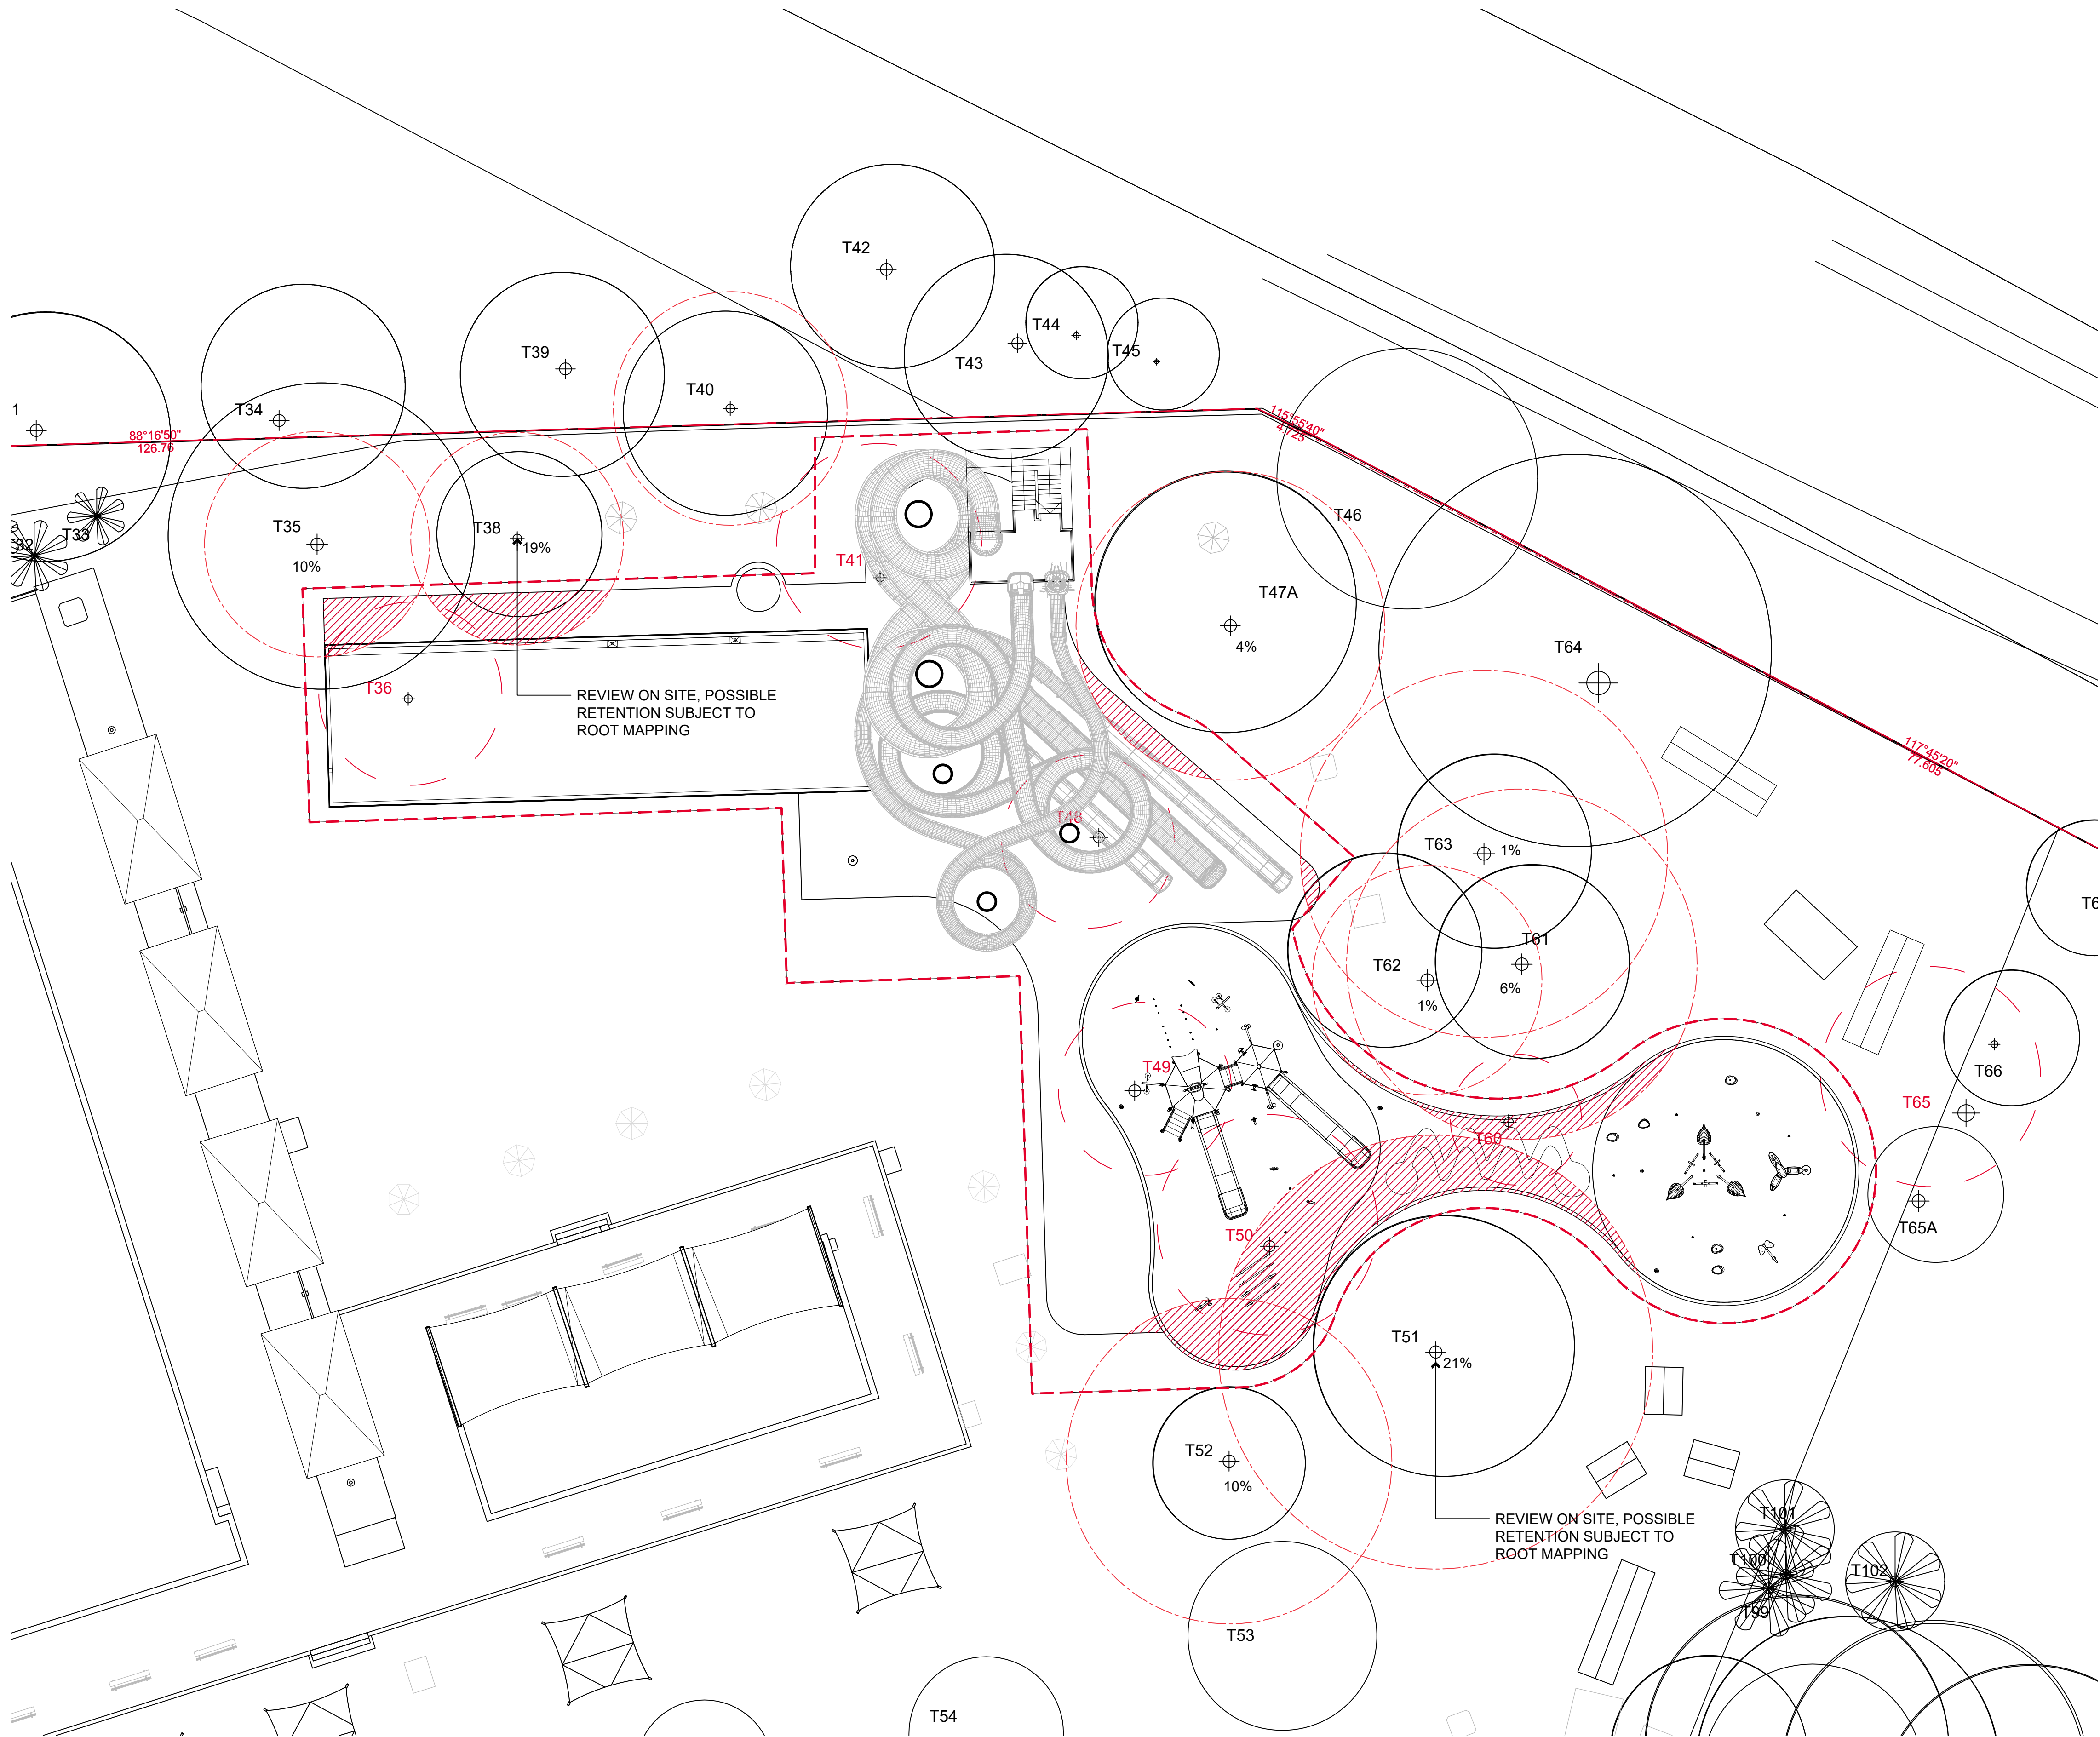 T42
T44
T45
T43
T39
T40
T34
1
88°16'50"
126.76
115°55'40"
4.725
T46
T35
10%
T38
19%
T33
T41
T47A
4%
T64
T36
REVIEW ON SITE, POSSIBLE
RETENTION SUBJECT TO
ROOT MAPPING
117°45'20"
77.605
T48
T63
1%
T61
T62
1%
6%
T6
T49
T66
T65
T60
T65A
T50
T51
21%
T52
10%
REVIEW ON SITE, POSSIBLE
RETENTION SUBJECT TO
ROOT MAPPING
T101
T100
T102
T99
T53
T54